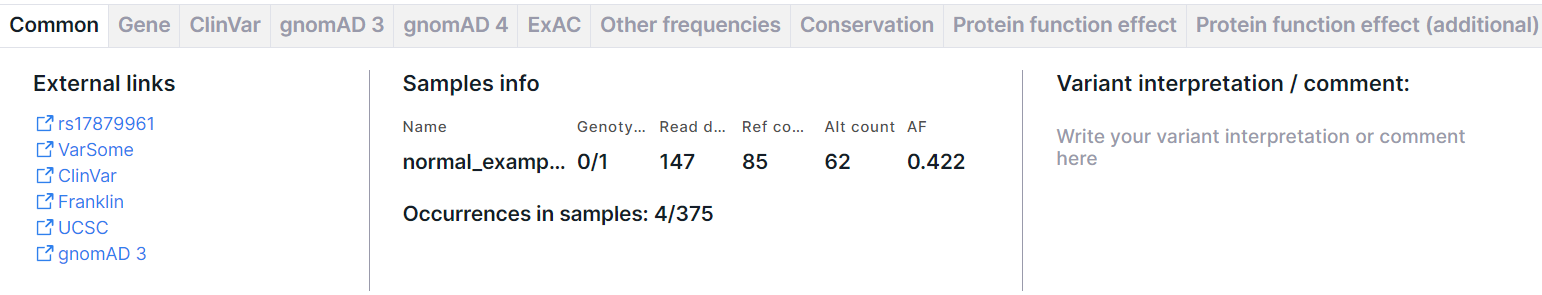 Common Gene ClinVar gnomAD 3 gnomAD 4 ExAC Other frequencies Conservation Protein function effect Protein function effect (additional)
External links
rs17879961
VarSome
ClinVar
Franklin
UCSC
gnomAD 3
Samples info
Name Genoty... Read d... Ref co... Alt count AF
normal_examp... 0/1 147 85 62 0.422
Occurrences in samples: 4/375
Variant interpretation / comment:
Write your variant interpretation or comment
here